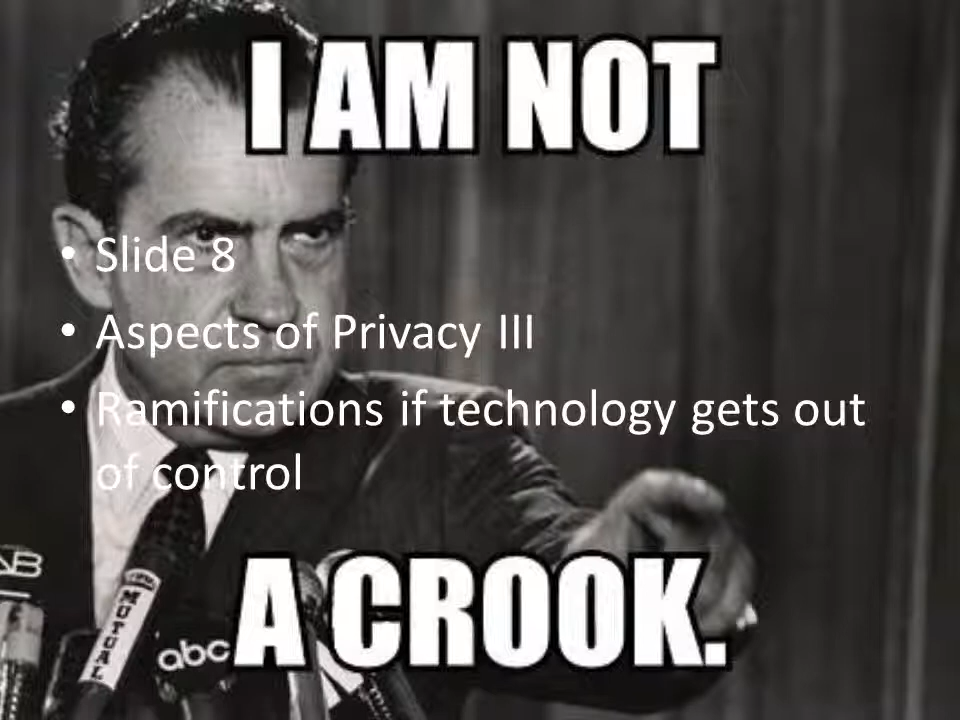 I AM NOT
• Slide 8
• Aspects of Privacy III
• Ramifications if technology gets out
of control
MUTUAL
abc
A CROOK.